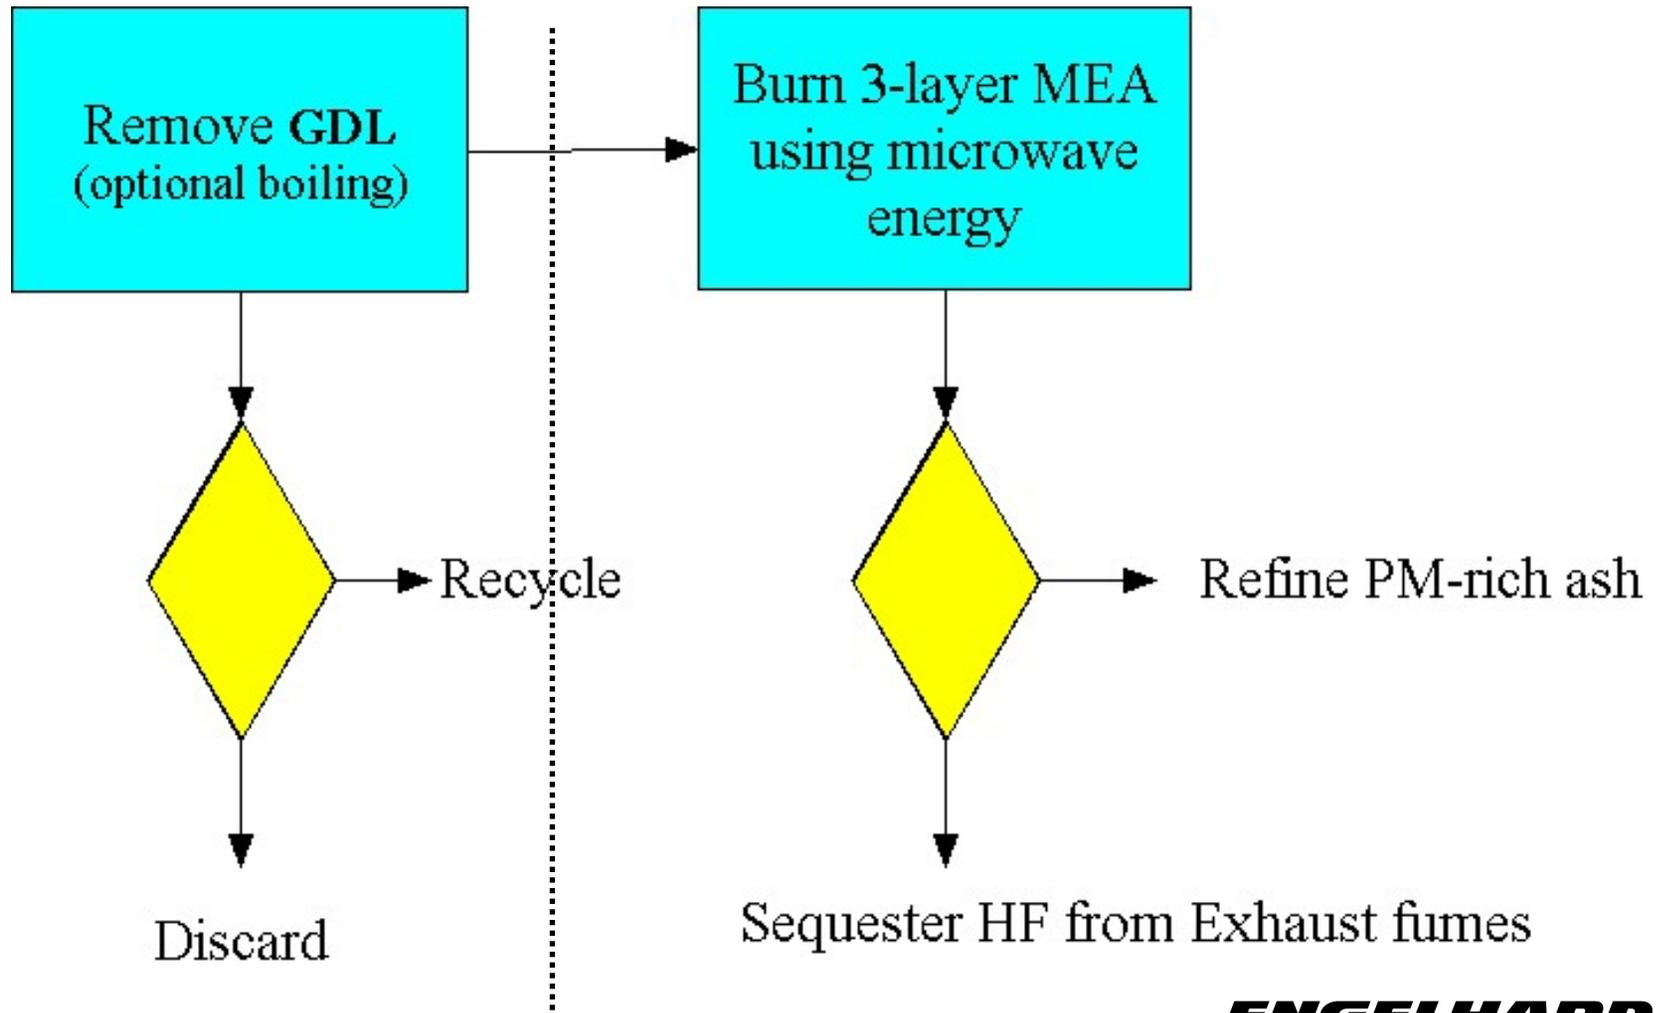 Remove GDL
(optional boiling)
Burn 3-layer MEA
using microwave
energy
Recycle
Refine PM-rich ash
Discard
Sequester HF from Exhaust fumes
ENGELHARD